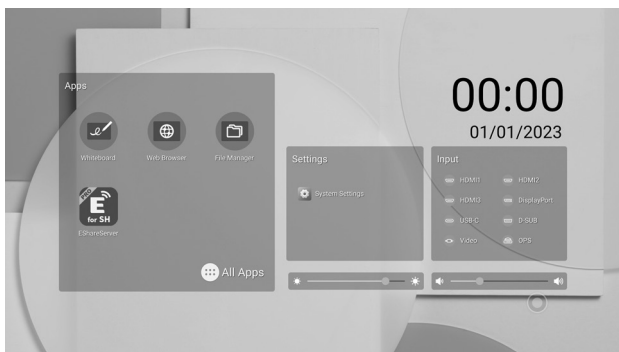 00:00
01/01/2023
Apps
Whiteboard
Web Browser
File Manager
PRO
E
for SH
EShareServer
All Apps
Settings
System Settings
Input
HDMI1
HDMI2
HDMI3
DisplayPort
USB-C
D-SUB
Video
OPS